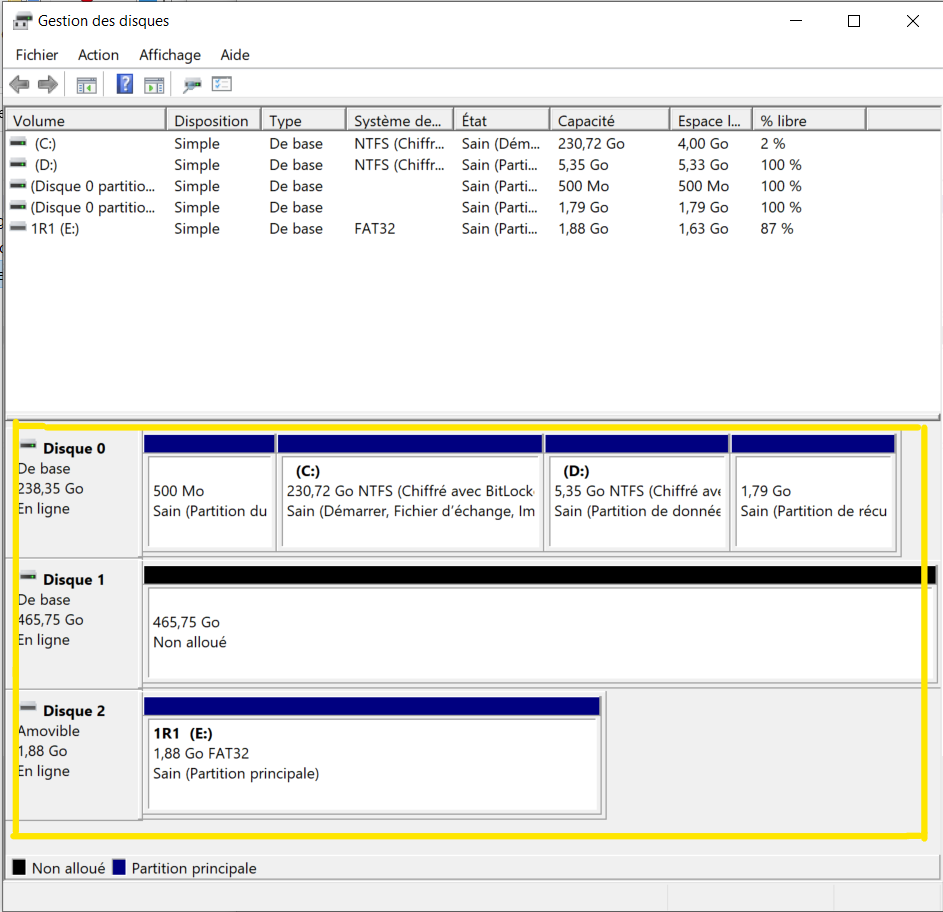 Gestion des disques
Fichier Action Affichage Aide
Volume Disposition Type Système de... État Capacité Espace l... % libre
(C:) Simple De base NTFS (Chiffr... Sain (Dém... 230,72 Go 4,00 Go 2 %
(D:) Simple De base NTFS (Chiffr... Sain (Parti... 5,35 Go 5,33 Go 100 %
(Disque 0 partitio... Simple De base Sain (Parti... 500 Mo 500 Mo 100 %
(Disque 0 partitio... Simple De base Sain (Parti... 1,79 Go 1,79 Go 100 %
1R1 (E:) Simple De base FAT32 Sain (Parti... 1,88 Go 1,63 Go 87 %
Disque 0
De base
238,35 Go
En ligne
500 Mo
Sain (Partition du
(C:)
230,72 Go NTFS (Chiffré avec BitLock
Sain (Démarrer, Fichier d’échange, Im
(D:)
5,35 Go NTFS (Chiffré ave
Sain (Partition de donnée
1,79 Go
Sain (Partition de récu
Disque 1
De base
465,75 Go
En ligne
465,75 Go
Non alloué
Disque 2
Amovible
1,88 Go
En ligne
1R1 (E:)
1,88 Go FAT32
Sain (Partition principale)
Non alloué Partition principale